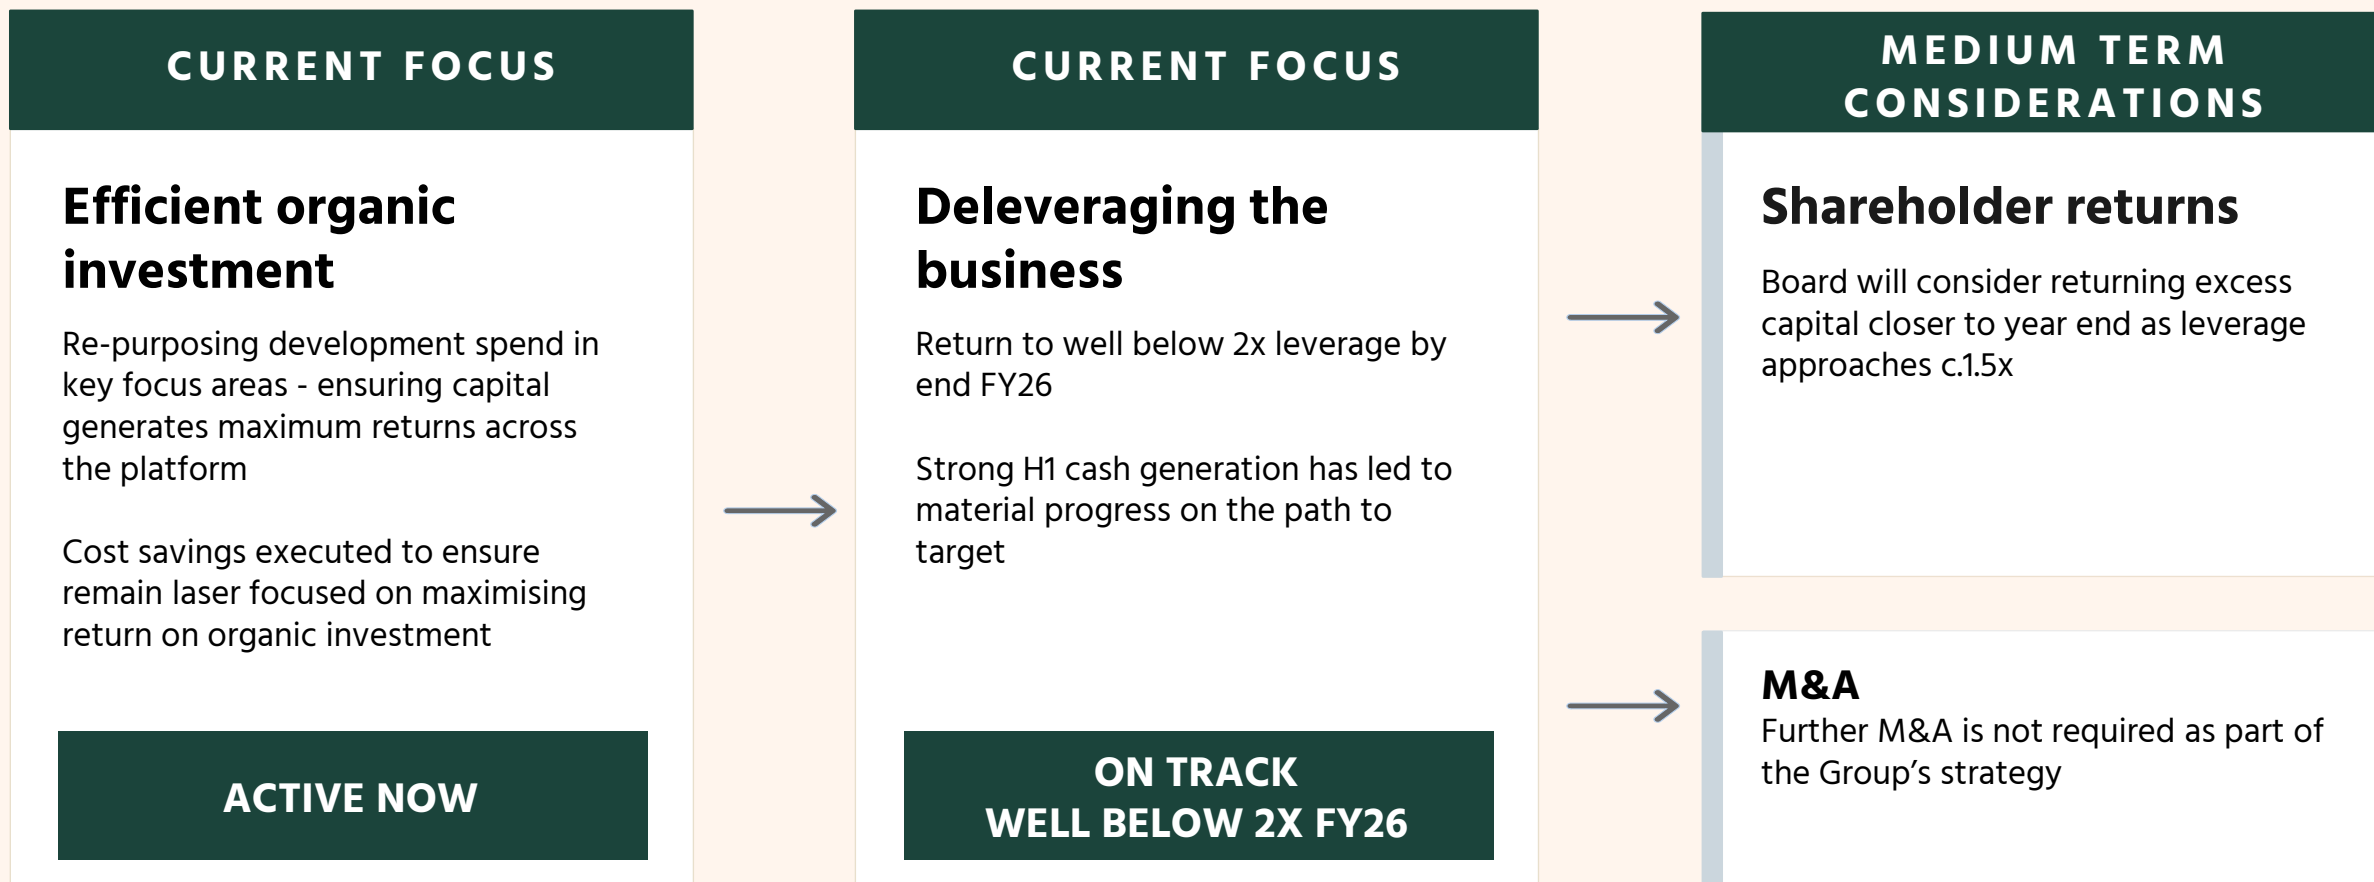 CURRENT FOCUS
Efficient organic
investment
Re-purposing development spend in
key focus areas - ensuring capital
generates maximum returns across
the platform
Cost savings executed to ensure
remain laser focused on maximising
return on organic investment
ACTIVE NOW
CURRENT FOCUS
Deleveraging the
business
Return to well below 2x leverage by
end FY26
Strong H1 cash generation has led to
material progress on the path to
target
ON TRACK
WELL BELOW 2X FY26
MEDIUM TERM
CONSIDERATIONS
Shareholder returns
Board will consider returning excess
capital closer to year end as leverage
approaches c.1.5x
M&A
Further M&A is not required as part of
the Group’s strategy